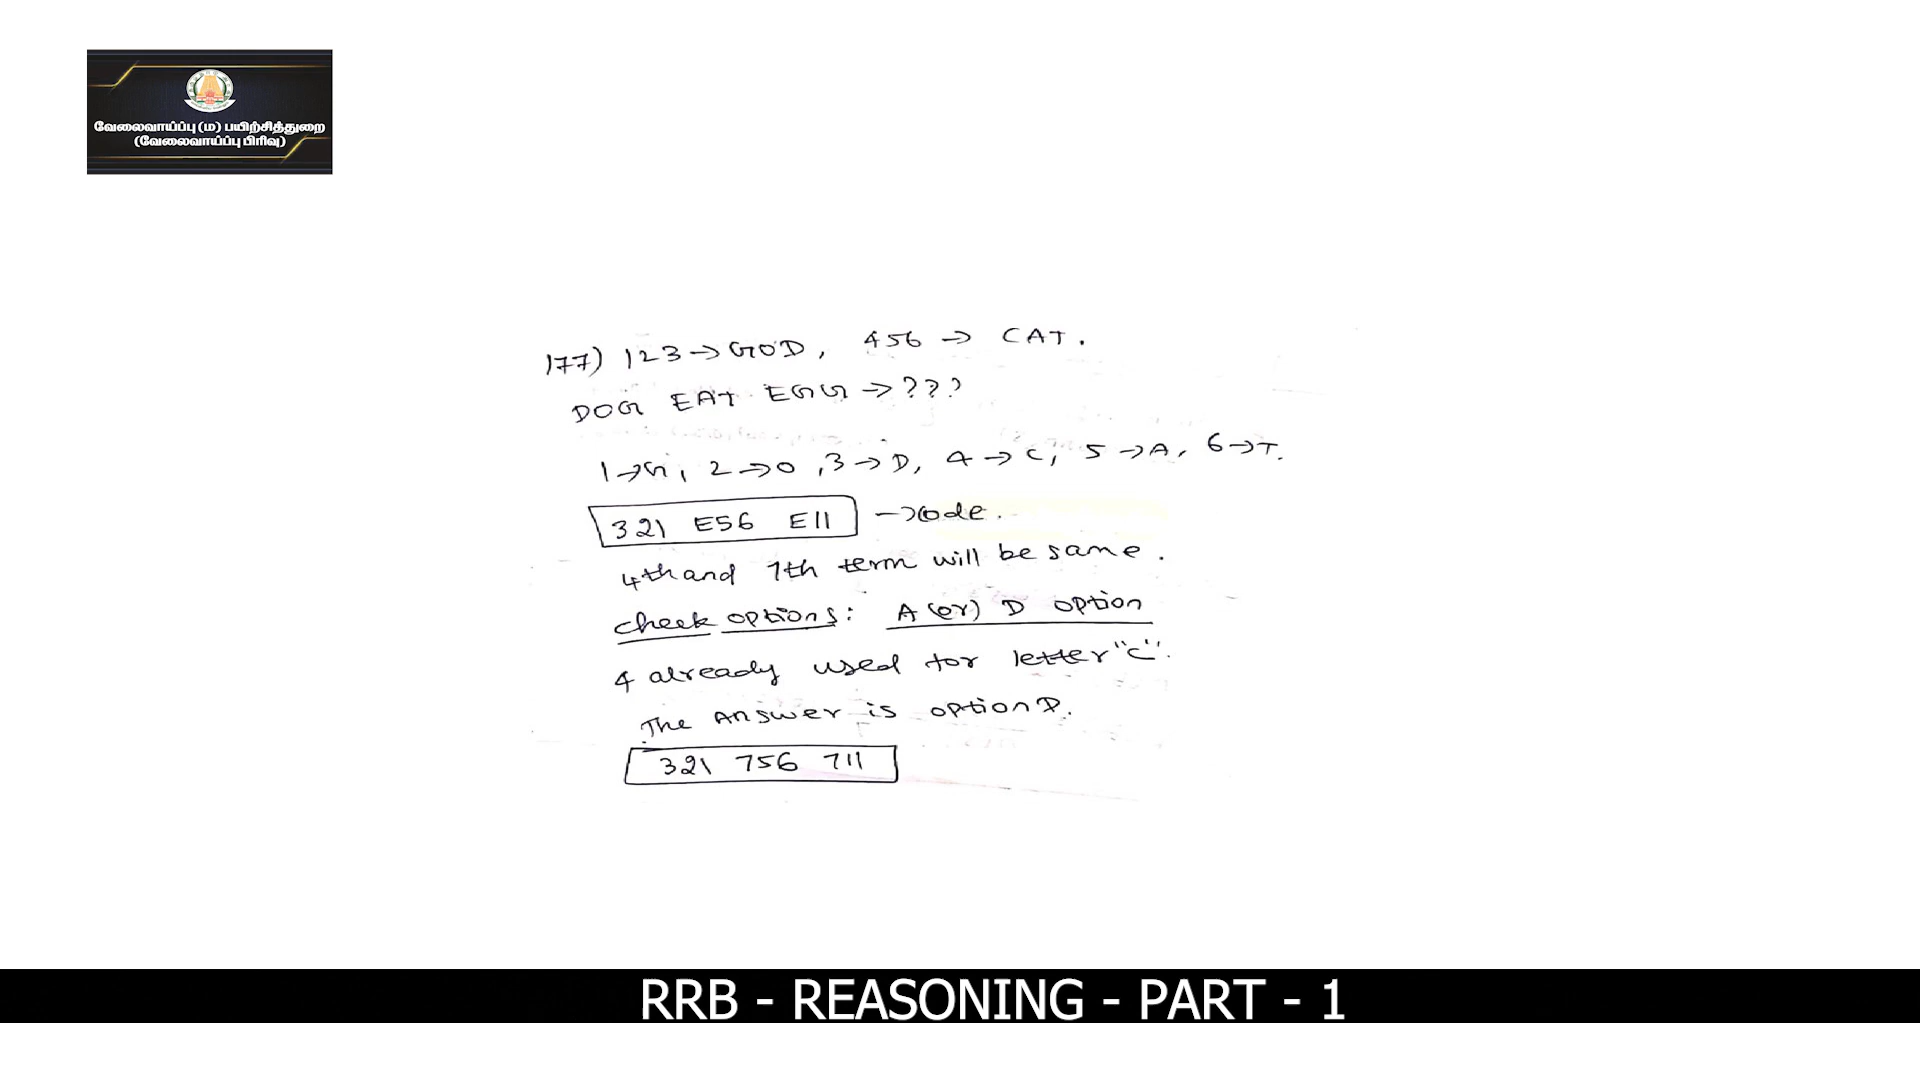 வேலைவாய்ப்பு (ம) பயிற்சித்துறை
(வேலைவாய்ப்பு பிரிவு)
177) 123→GOD, 456 → CAT.
DOG EAT EGG → ???
1→G, 2→O, 3→D, 4→C, 5→A, 6→T.
321 E56 E11 →code.
4th and 7th term will be same.
check options: A (or) D option
4 already used for letter "C".
The Answer is option D.
321 756 711
RRB - REASONING - PART - 1